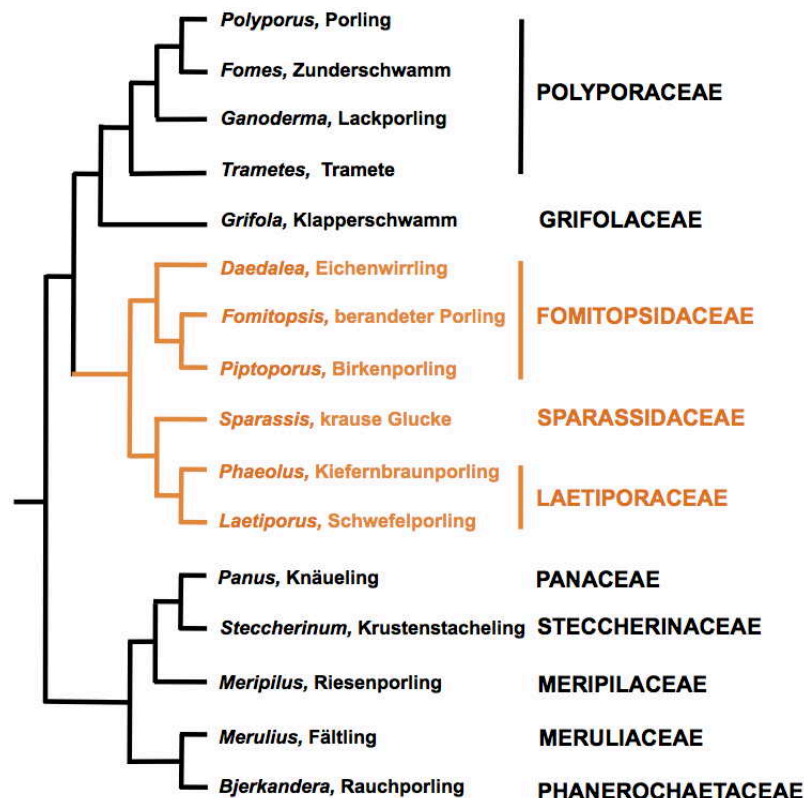 Polyporus, Porling
Fomes, Zunderschwamm
POLYPORACEAE
Ganoderma, Lackporling
Trametes, Tramete
Grifola, Klapperschwamm GRIFOLACEAE
Daedalea, Eichenwirrling
Fomitopsis, berandeter Porling FOMITOPSIDACEAE
Piptoporus, Birkenporling
Sparassis, krause Glucke SPARASSIDACEAE
Phaeolus, Kiefernbraunporling
LAETIPORACEAE
Laetiporus, Schwefelporling
Panus, Knäueling PANACEAE
Steccherinum, Krustenstacheling STECCHERINACEAE
Meripilus, Riesenporling MERIPILACEAE
Merulius, Fältling MERULIACEAE
Bjerkandera, Rauchporling PHANEROCHAETACEAE